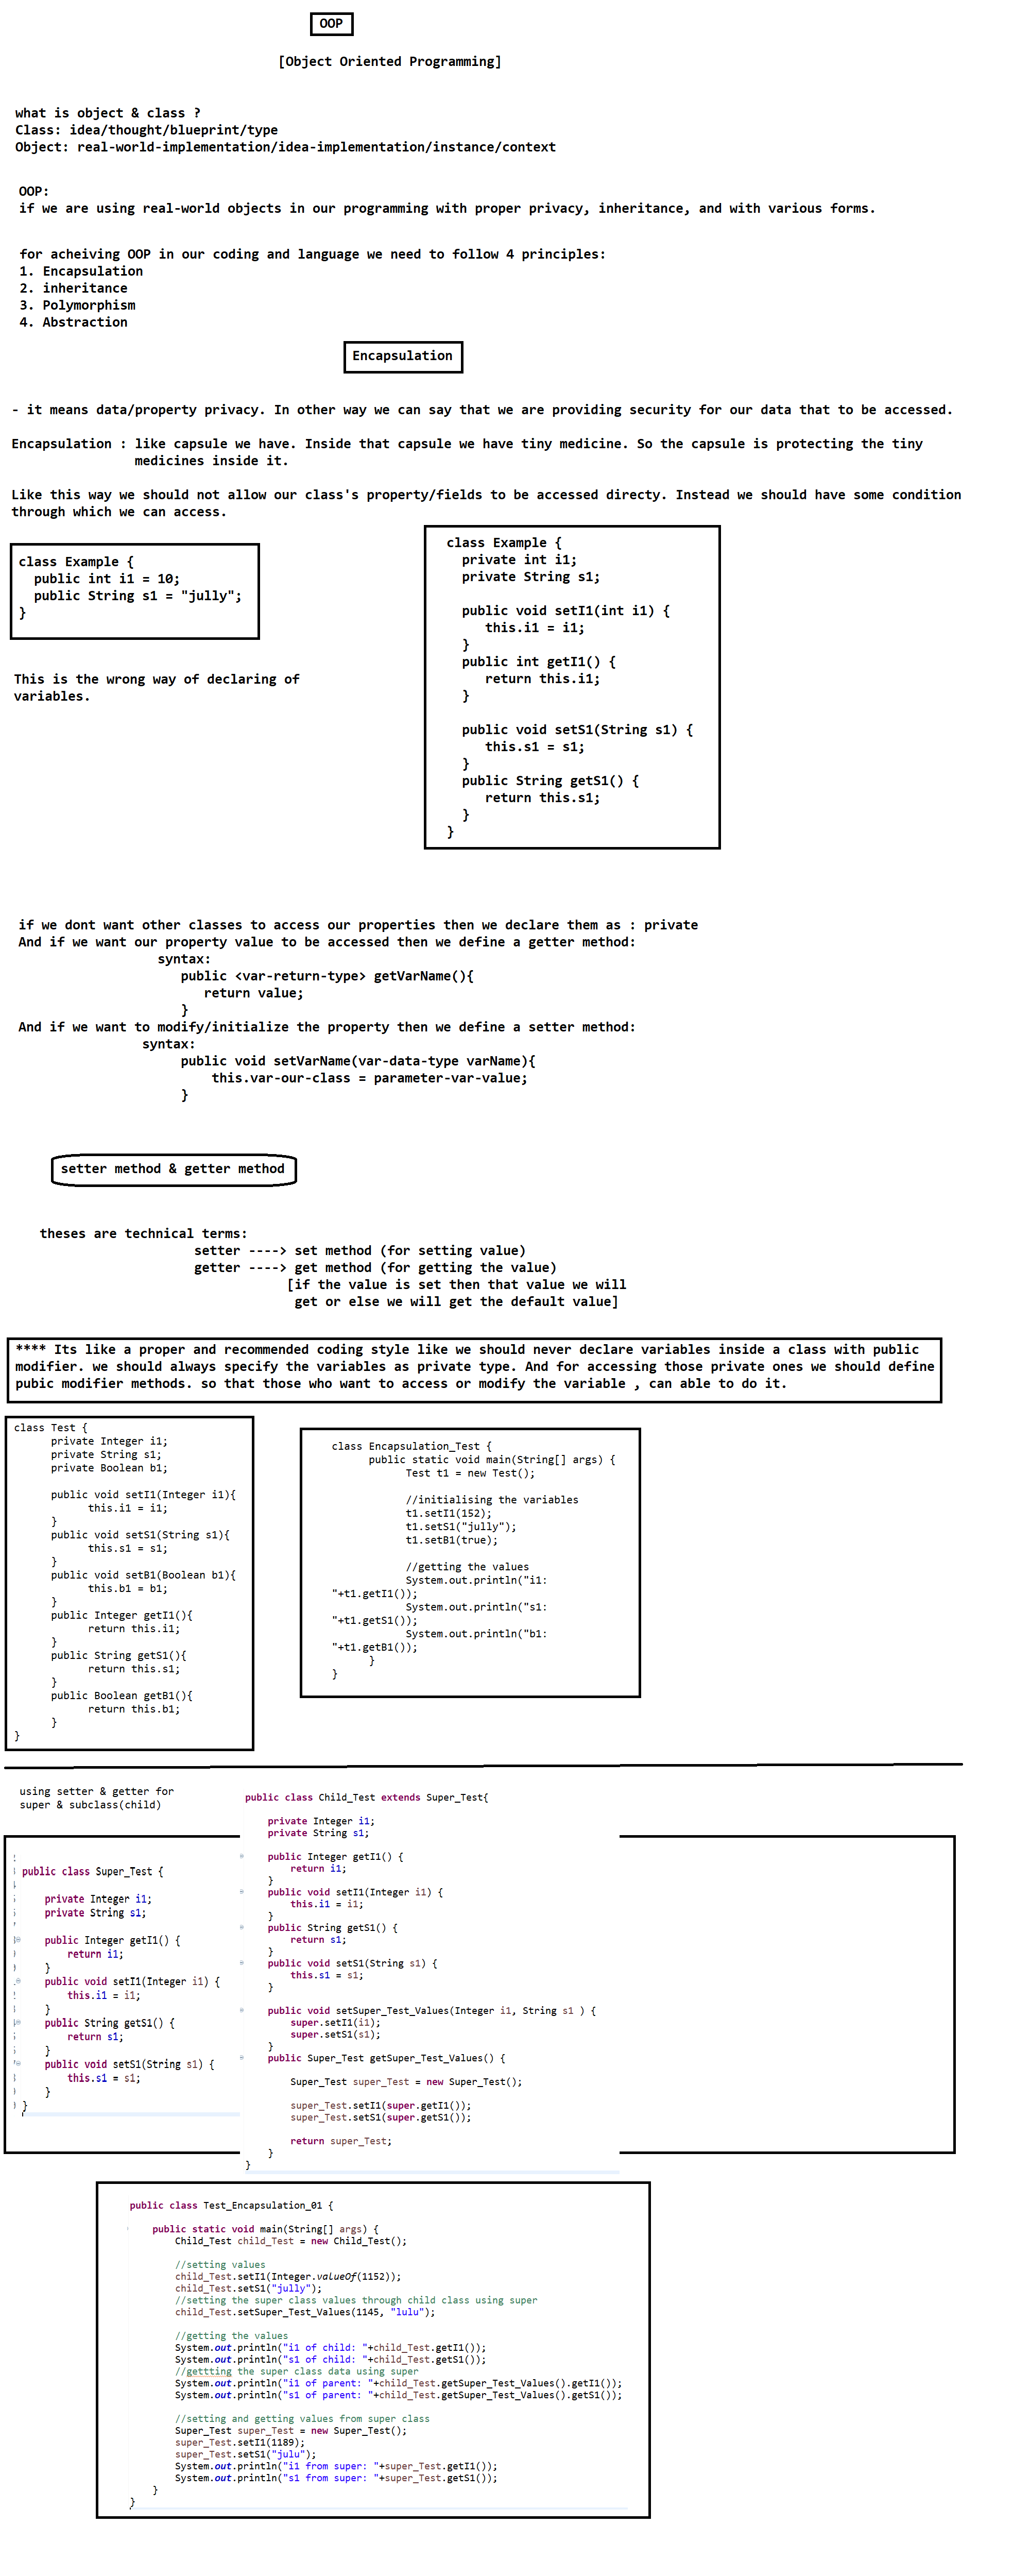 OOP
[Object Oriented Programming]
what is object & class ?
Class: idea/thought/blueprint/type
Object: real-world-implementation/idea-implementation/instance/context
OOP:
if we are using real-world objects in our programming with proper privacy, inheritance, and with various forms.
for acheiving OOP in our coding and language we need to follow 4 principles:
1. Encapsulation
2. inheritance
3. Polymorphism
4. Abstraction
Encapsulation
- it means data/property privacy. In other way we can say that we are providing security for our data that to be accessed.
Encapsulation : like capsule we have. Inside that capsule we have tiny medicine. So the capsule is protecting the tiny
medicines inside it.
Like this way we should not allow our class's property/fields to be accessed directy. Instead we should have some condition
through which we can access.
class Example {
public int i1 = 10;
public String s1 = "jully";
}
This is the wrong way of declaring of
variables.
class Example {
private int i1;
private String s1;
public void setI1(int i1) {
this.i1 = i1;
}
public int getI1() {
return this.i1;
}
public void setS1(String s1) {
this.s1 = s1;
}
public String getS1() {
return this.s1;
}
}
if we dont want other classes to access our properties then we declare them as : private
And if we want our property value to be accessed then we define a getter method:
syntax:
public <var-return-type> getVarName(){
return value;
}
And if we want to modify/initialize the property then we define a setter method:
syntax:
public void setVarName(var-data-type varName){
this.var-our-class = parameter-var-value;
}
setter method & getter method
theses are technical terms:
setter ----> set method (for setting value)
getter ----> get method (for getting the value)
[if the value is set then that value we will
get or else we will get the default value]
**** Its like a proper and recommended coding style like we should never declare variables inside a class with public
modifier. we should always specify the variables as private type. And for accessing those private ones we should define
pubic modifier methods. so that those who want to access or modify the variable , can able to do it.
class Test {
private Integer i1;
private String s1;
private Boolean b1;
public void setI1(Integer i1){
this.i1 = i1;
}
public void setS1(String s1){
this.s1 = s1;
}
public void setB1(Boolean b1){
this.b1 = b1;
}
public Integer getI1(){
return this.i1;
}
public String getS1(){
return this.s1;
}
public Boolean getB1(){
return this.b1;
}
}
class Encapsulation_Test {
public static void main(String[] args) {
Test t1 = new Test();
//initialising the variables
t1.setI1(152);
t1.setS1("jully");
t1.setB1(true);
//getting the values
System.out.println("i1:
"+t1.getI1());
System.out.println("s1:
"+t1.getS1());
System.out.println("b1:
"+t1.getB1());
}
}
using setter & getter for
super & subclass(child)
public class Super_Test {
private Integer i1;
private String s1;
public Integer getI1() {
return i1;
}
public void setI1(Integer i1) {
this.i1 = i1;
}
public String getS1() {
return s1;
}
public void setS1(String s1) {
this.s1 = s1;
}
}
public class Child_Test extends Super_Test{
private Integer i1;
private String s1;
public Integer getI1() {
return i1;
}
public void setI1(Integer i1) {
this.i1 = i1;
}
public String getS1() {
return s1;
}
public void setS1(String s1) {
this.s1 = s1;
}
public void setSuper_Test_Values(Integer i1, String s1 ) {
super.setI1(i1);
super.setS1(s1);
}
public Super_Test getSuper_Test_Values() {
Super_Test super_Test = new Super_Test();
super_Test.setI1(super.getI1());
super_Test.setS1(super.getS1());
return super_Test;
}
}
public class Test_Encapsulation_01 {
public static void main(String[] args) {
Child_Test child_Test = new Child_Test();
//setting values
child_Test.setI1(Integer.valueOf(1152));
child_Test.setS1("jully");
//setting the super class values through child class using super
child_Test.setSuper_Test_Values(1145, "lulu");
//getting the values
System.out.println("i1 of child: "+child_Test.getI1());
System.out.println("s1 of child: "+child_Test.getS1());
//gettting the super class data using super
System.out.println("i1 of parent: "+child_Test.getSuper_Test_Values().getI1());
System.out.println("s1 of parent: "+child_Test.getSuper_Test_Values().getS1());
//setting and getting values from super class
Super_Test super_Test = new Super_Test();
super_Test.setI1(1189);
super_Test.setS1("julu");
System.out.println("i1 from super: "+super_Test.getI1());
System.out.println("s1 from super: "+super_Test.getS1());
}
}